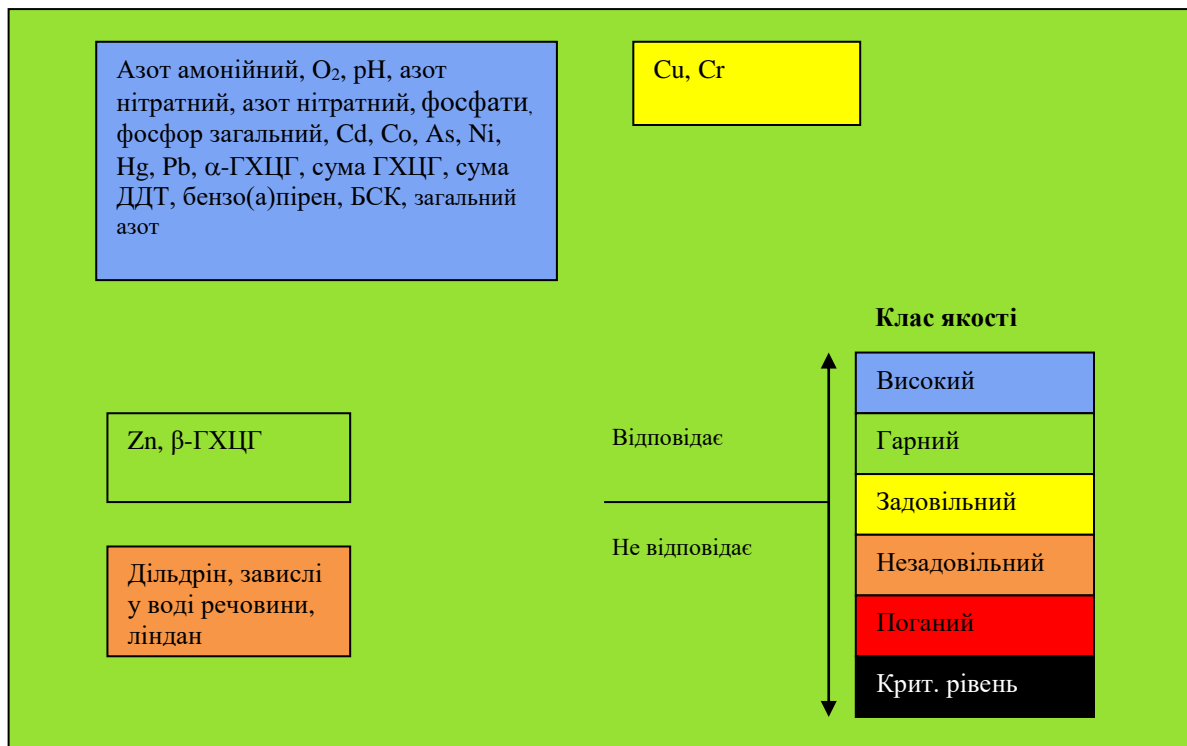 Азот амонійний, O₂, pH, азот
нітратний, азот нітратний, фосфати,
фосфор загальний, Cd, Co, As, Ni,
Hg, Pb, α-ГХЦГ, сума ГХЦГ, сума
ДДТ, бензо(а)пірен, БСК, загальний
азот
Cu, Cr
Zn, β-ГХЦГ
Дільдрін, завислі
у воді речовини,
ліндан
Відповідає
Не відповідає
Клас якості
Високий
Гарний
Задовільний
Незадовільний
Поганий
Крит. рівень